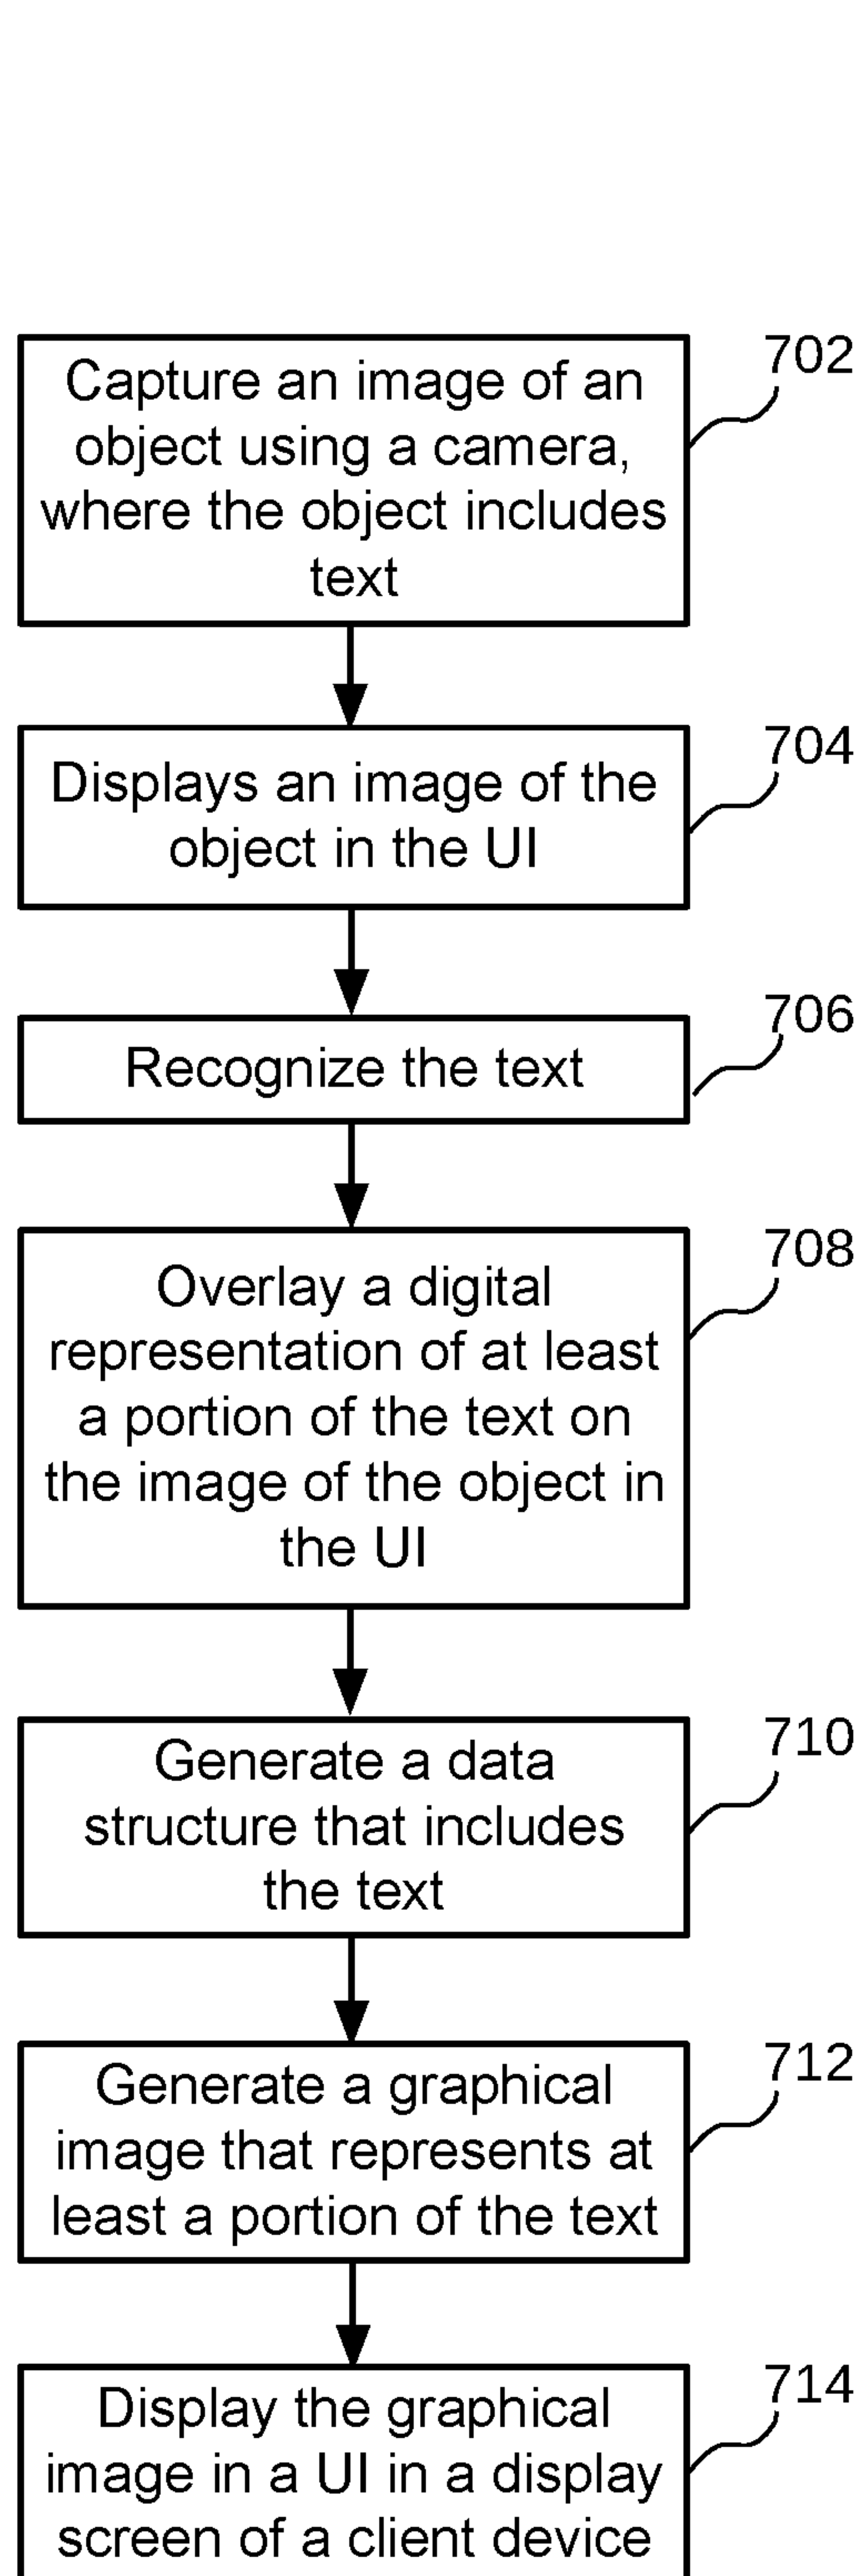 702
Capture an image of an
object using a camera,
where the object includes
text
704
Displays an image of the
object in the UI
706
Recognize the text
708
Overlay a digital
representation of at least
a portion of the text on
the image of the object in
the UI
710
Generate a data
structure that includes
the text
712
Generate a graphical
image that represents at
least a portion of the text
714
Display the graphical
image in a UI in a display
screen of a client device